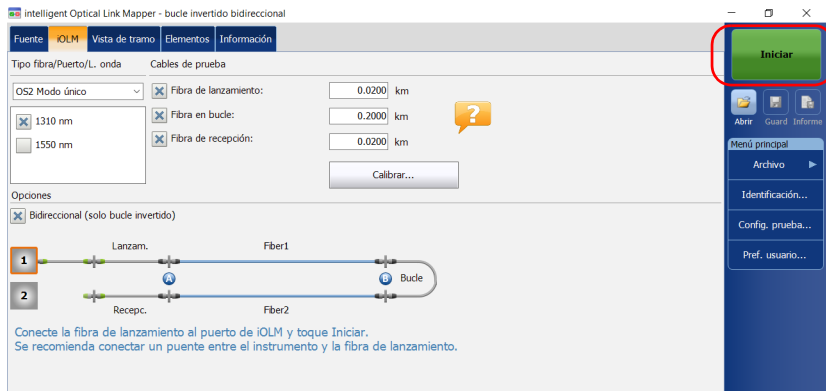 intelligent Optical Link Mapper - bucle invertido bidireccional
Fuente iOLM Vista de tramo Elementos Información
Tipo fibra/Puerto/L. onda Cables de prueba
OS2 Modo único Fibra de lanzamiento: 0.0200 km
1310 nm Fibra en bucle: 0.2000 km
1550 nm Fibra de recepción: 0.0200 km
?
Calibrar...
Opciones
Bidireccional (solo bucle invertido)
Lanzam. Fiber1
1
A B Bucle
2
Recepc. Fiber2
Conecte la fibra de lanzamiento al puerto de iOLM y toque Iniciar.
Se recomienda conectar un puente entre el instrumento y la fibra de lanzamiento.
Iniciar
Abrir Guard Informe
Menú principal
Archivo
Identificación...
Config. prueba...
Pref. usuario...